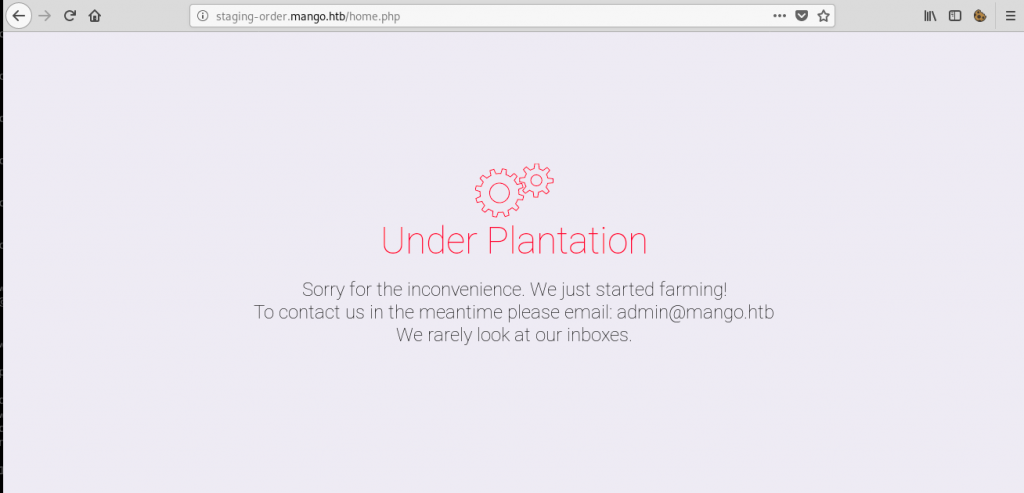 staging-order.mango.htb/home.php
Under Plantation
Sorry for the inconvenience. We just started farming!
To contact us in the meantime please email: admin@mango.htb
We rarely look at our inboxes.